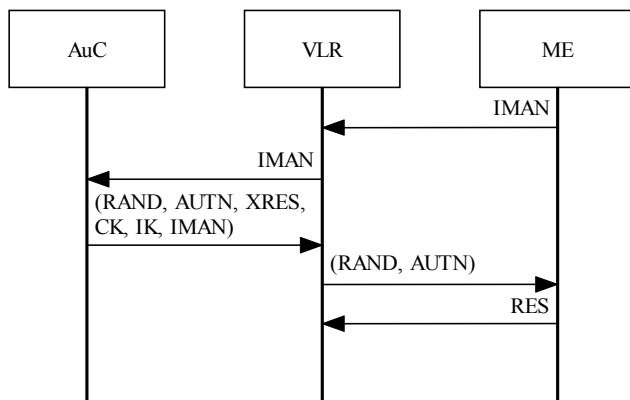 AuC
VLR
ME
IMAN
IMAN
(RAND, AUTN, XRES,
CK, IK, IMAN)
(RAND, AUTN)
RES